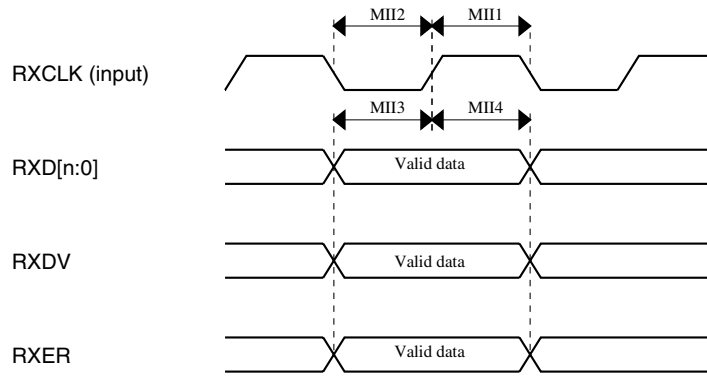 MII2 MII1
RXCLK (input)
MII3 MII4
RXD[n:0] Valid data
RXDV Valid data
RXER Valid data